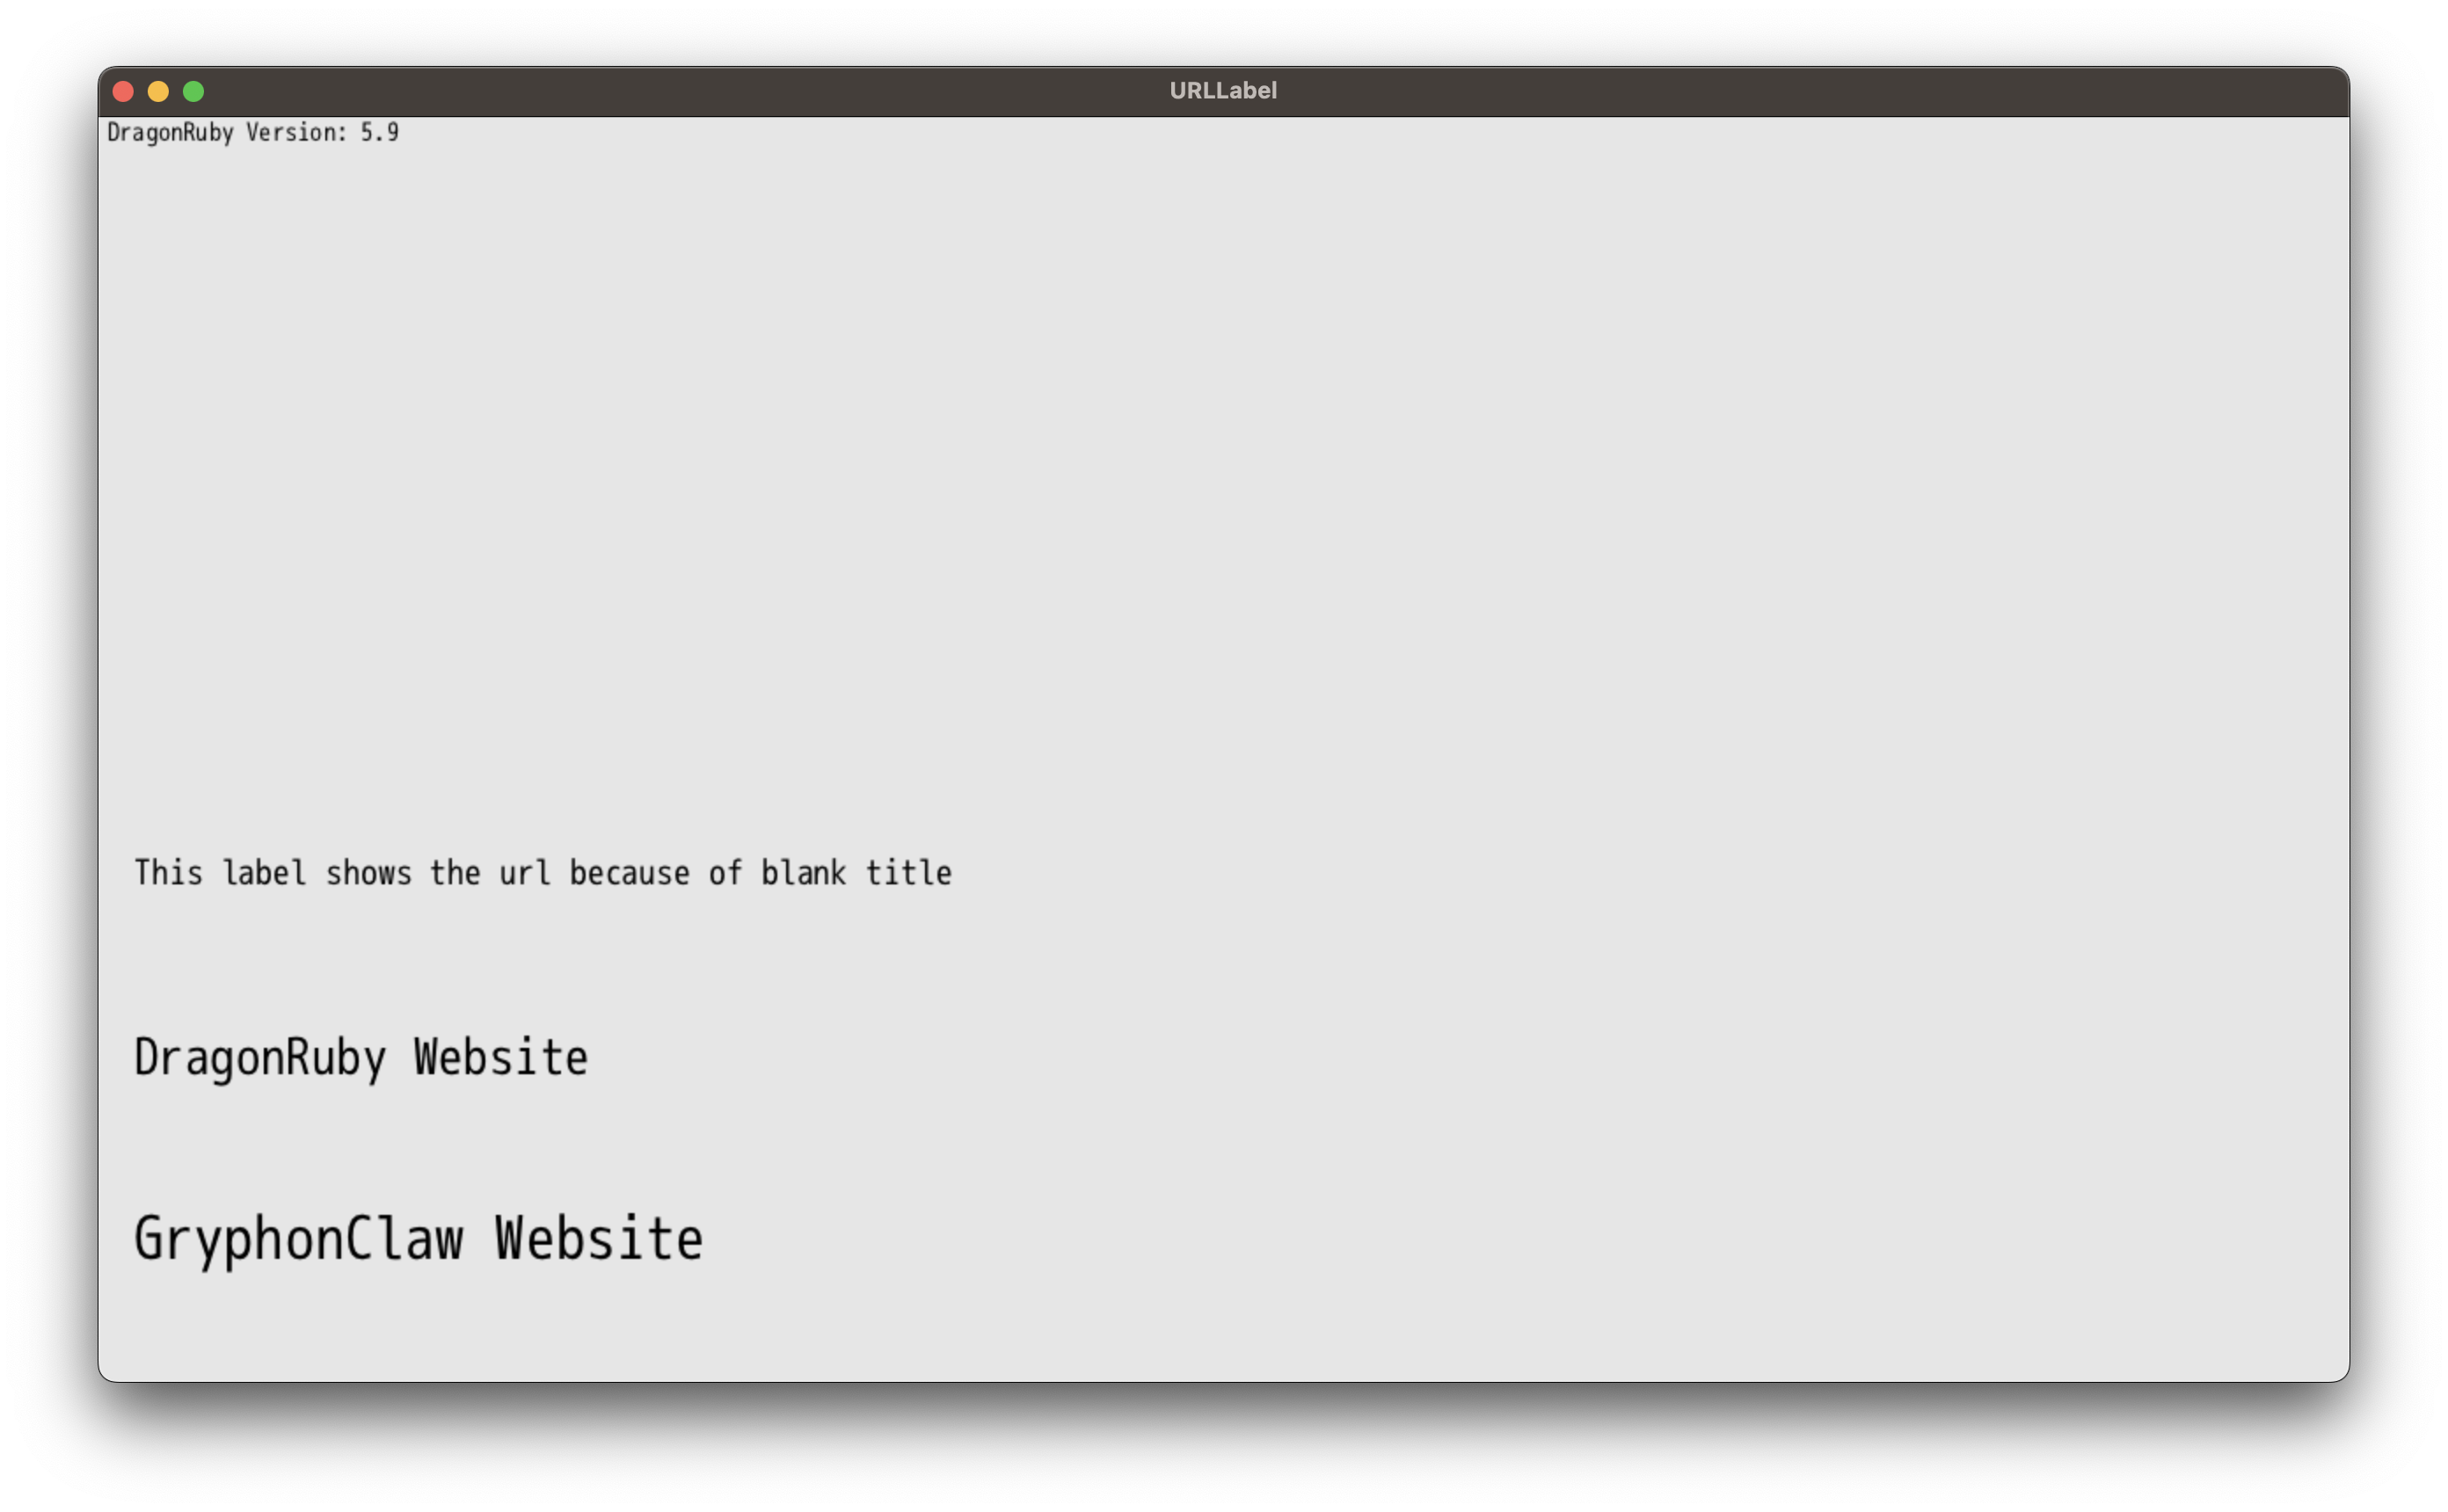 URLLabel
DragonRuby Version: 5.9
This label shows the url because of blank title
DragonRuby Website
GryphonClaw Website